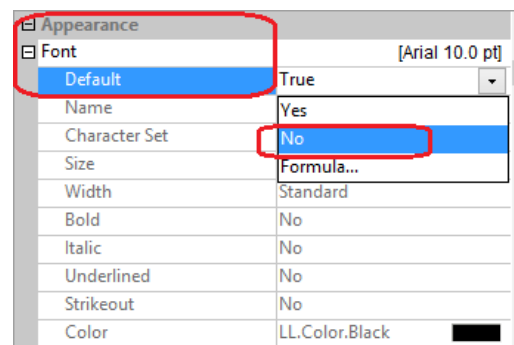 Appearance
Font [Arial 10.0 pt]
Default True
Name Yes
Character Set No
Size Formula...
Width Standard
Bold No
Italic No
Underlined No
Strikeout No
Color LL.Color.Black